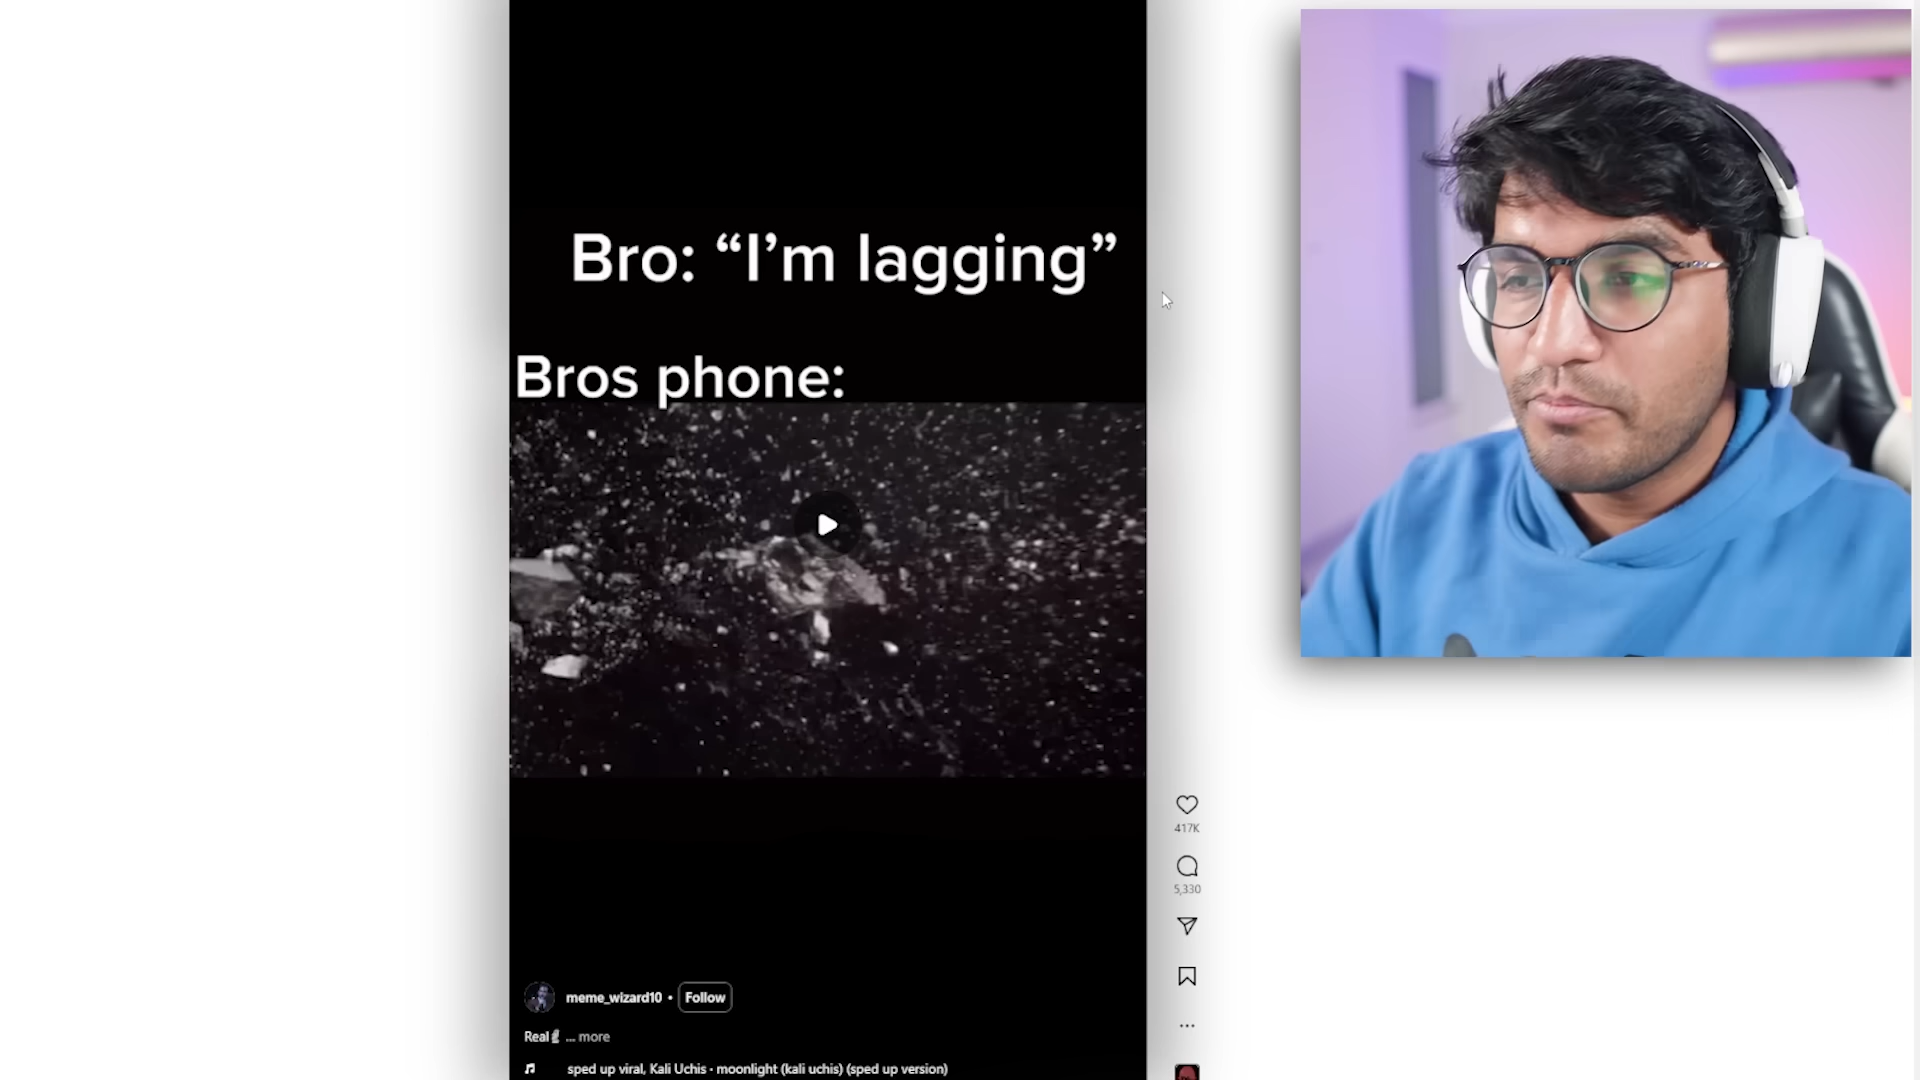 Bro: “I’m lagging”
Bros phone:
417K
5,330
meme_wizard10 • Follow
Real✌ ... more
sped up viral, Kali Uchis · moonlight (kali uchis) (sped up version)